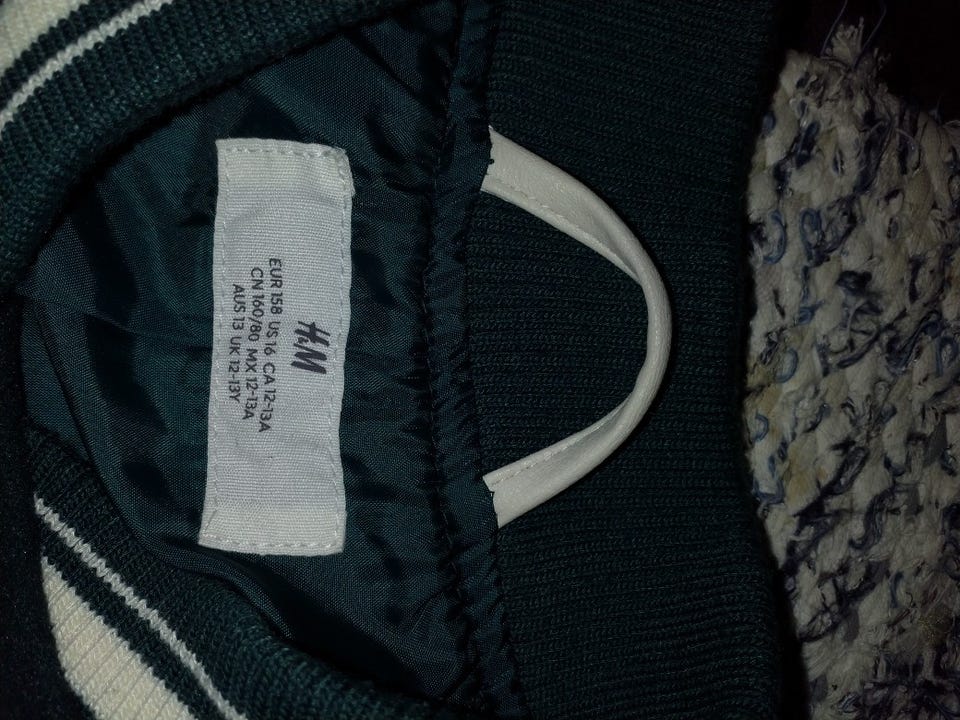 H&M
EUR 158 US 16 CA 12-13A
CN 160/80 MX 12-13A
AUS 13 UK 12-13Y